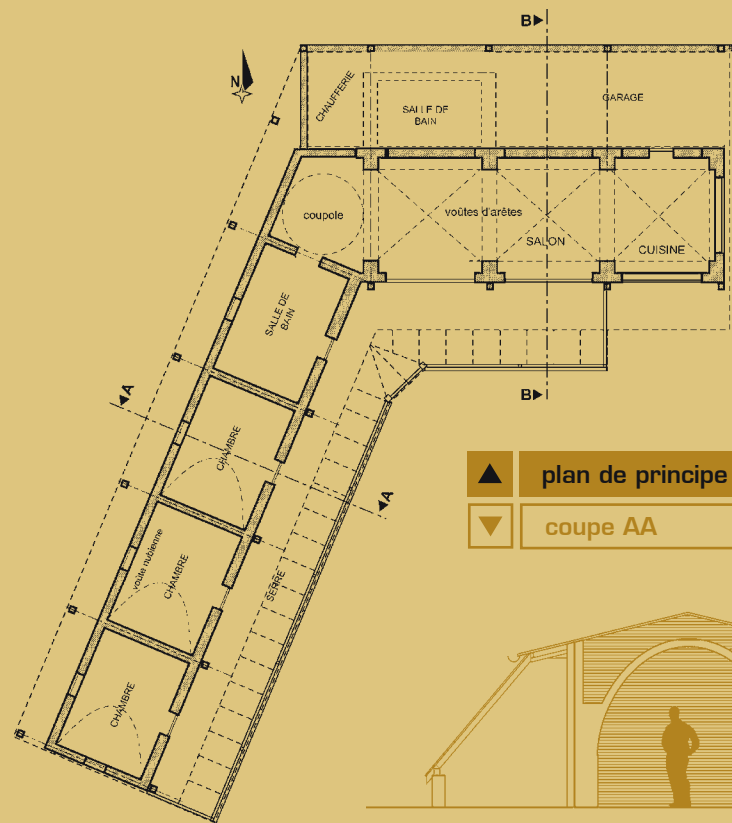 B
N
CHAUFFERIE
SALLE DE
BAIN
GARAGE
coupole
voûtes d'arêtes
SALON
CUISINE
SALLE DE
BAIN
A
B
CHAMBRE
A
plan de principe
coupe AA
voûte nubienne
CHAMBRE
SERRE
CHAMBRE